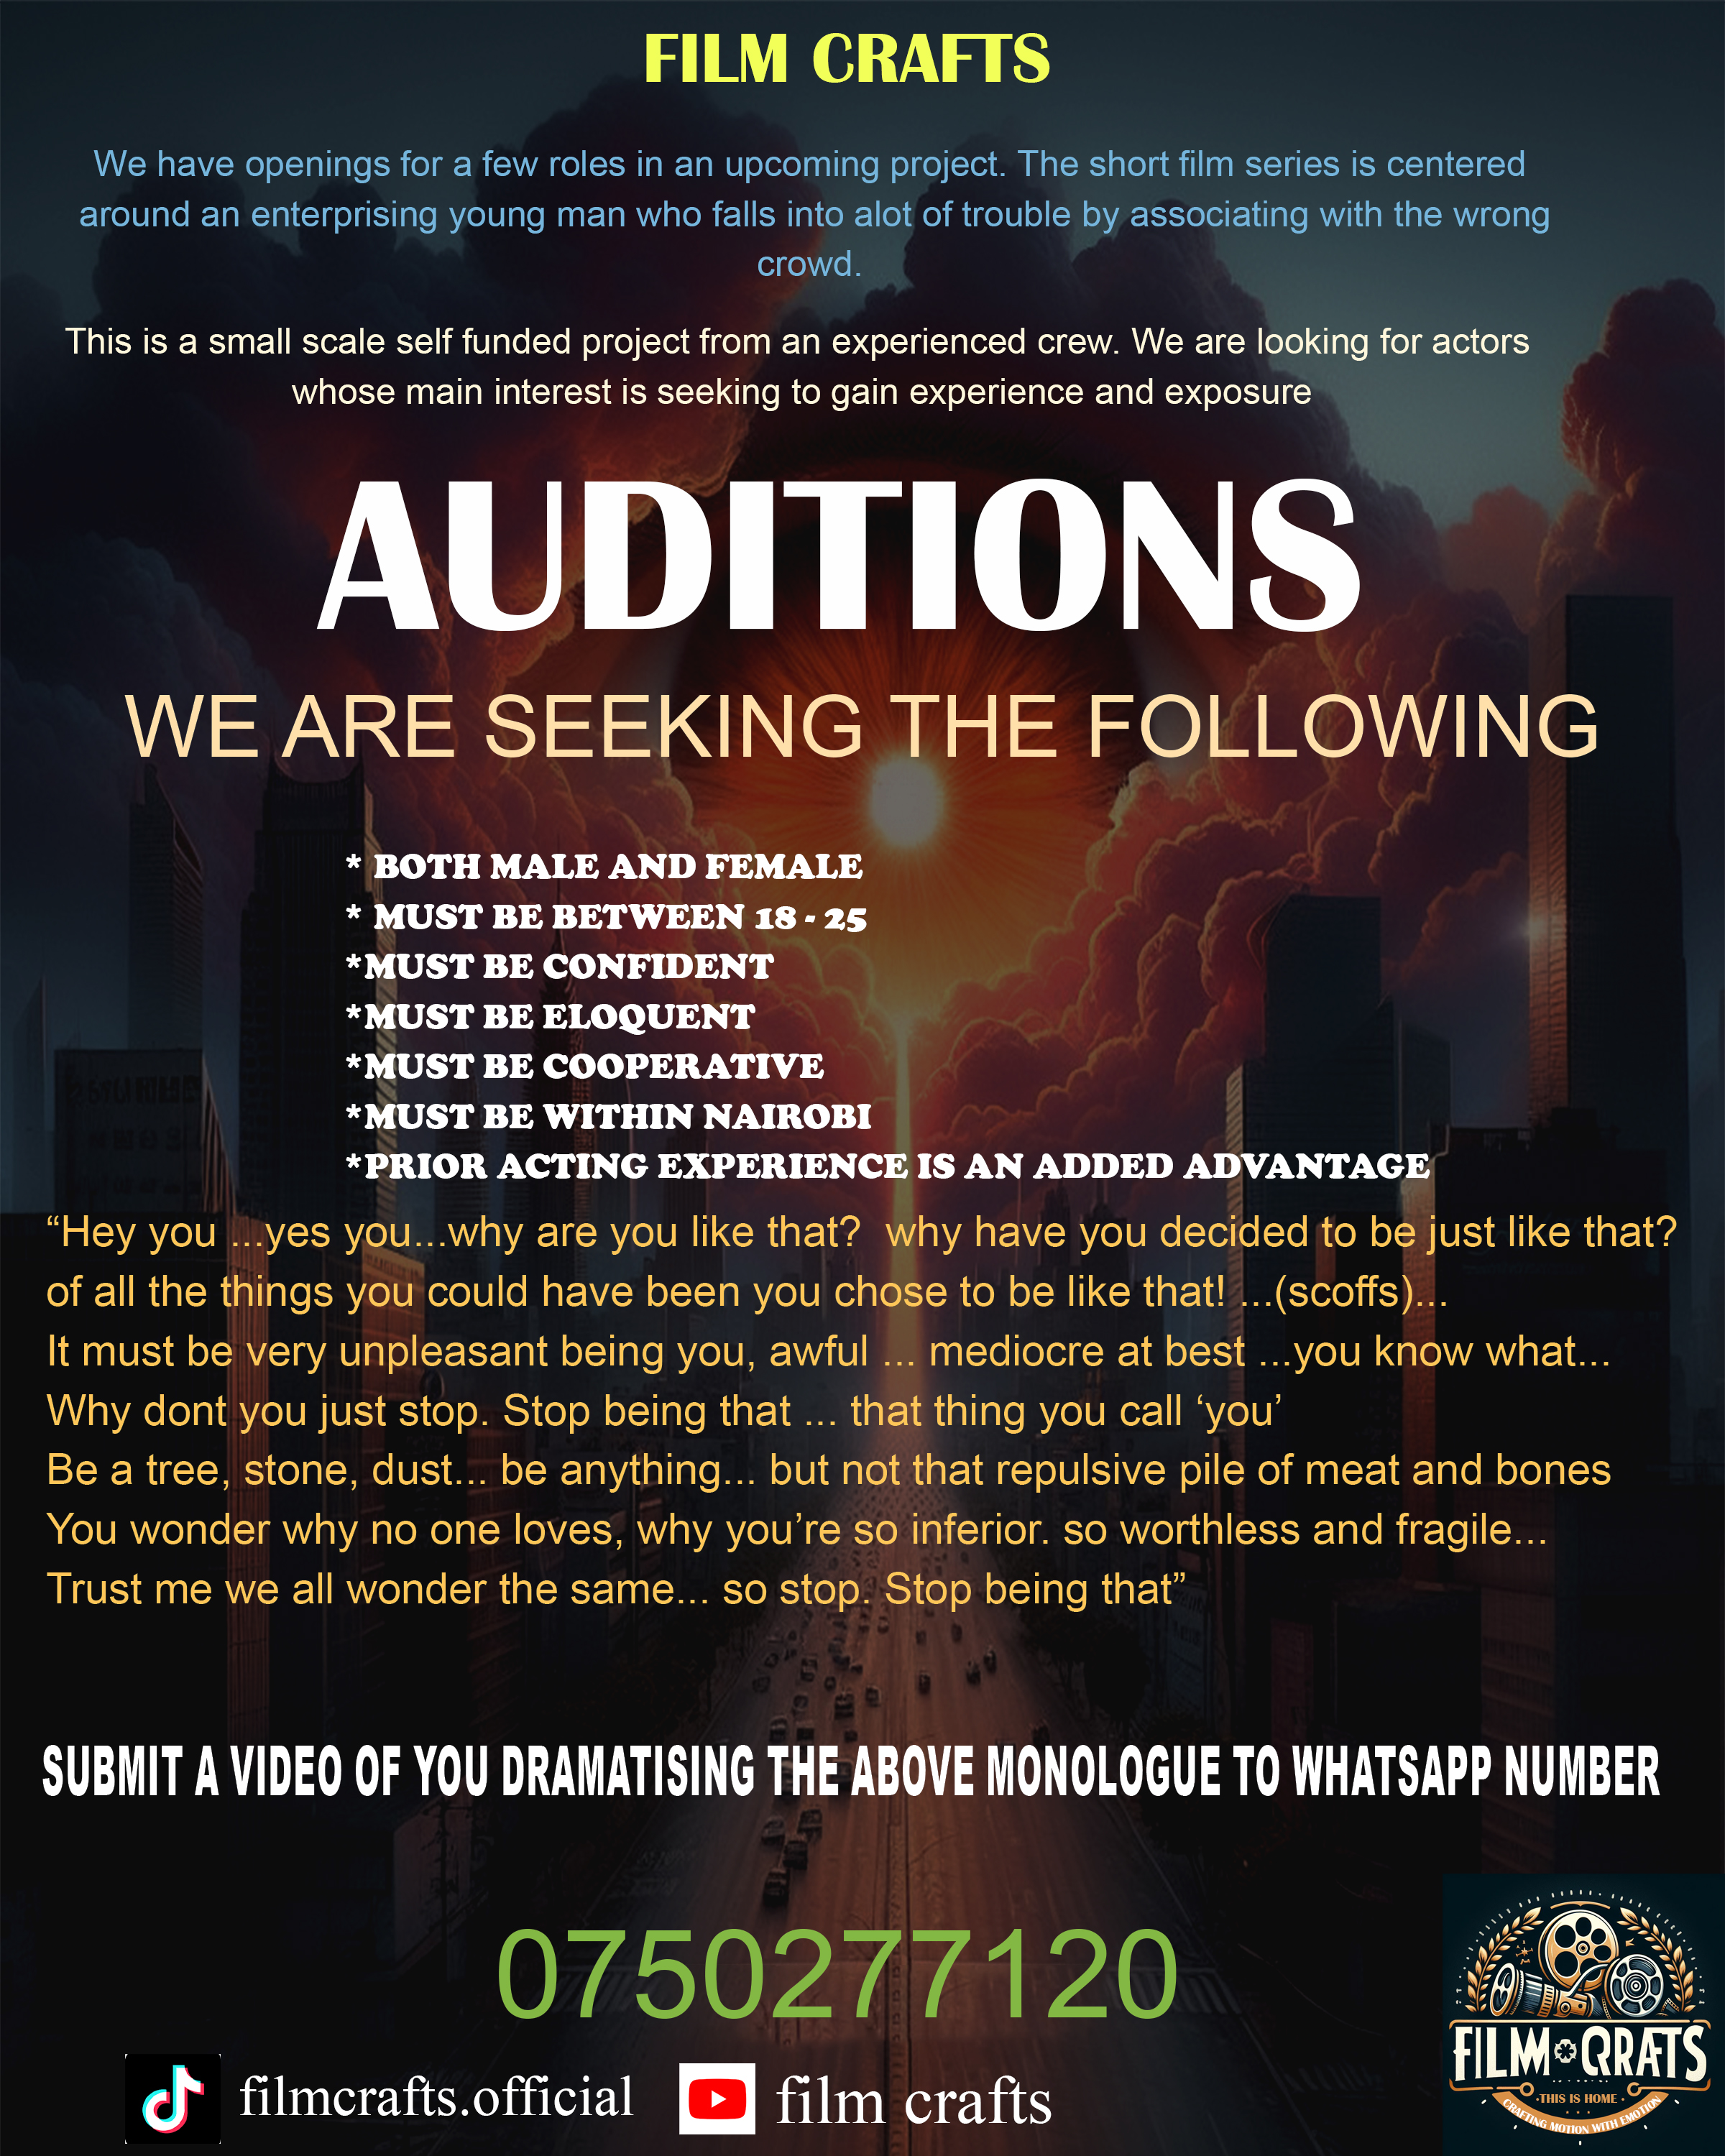 FILM CRAFTS
We have openings for a few roles in an upcoming project. The short film series is centered
around an enterprising young man who falls into alot of trouble by associating with the wrong
crowd.
This is a small scale self funded project from an experienced crew. We are looking for actors
whose main interest is seeking to gain experience and exposure
AUDITIONS
WE ARE SEEKING THE FOLLOWING
* BOTH MALE AND FEMALE
* MUST BE BETWEEN 18 - 25
*MUST BE CONFIDENT
*MUST BE ELOQUENT
*MUST BE COOPERATIVE
*MUST BE WITHIN NAIROBI
*PRIOR ACTING EXPERIENCE IS AN ADDED ADVANTAGE
“Hey you ...yes you...why are you like that?  why have you decided to be just like that?
of all the things you could have been you chose to be like that! ...(scoffs)...
It must be very unpleasant being you, awful ... mediocre at best ...you know what...
Why dont you just stop. Stop being that ... that thing you call ‘you’
Be a tree, stone, dust... be anything... but not that repulsive pile of meat and bones
You wonder why no one loves, why you’re so inferior. so worthless and fragile...
Trust me we all wonder the same... so stop. Stop being that”
SUBMIT A VIDEO OF YOU DRAMATISING THE ABOVE MONOLOGUE TO WHATSAPP NUMBER
0750277120
filmcrafts.official
film crafts
FILMM QRRATS
·THIS IS HOME·
CRAFTING MOTION WITH EMOTION